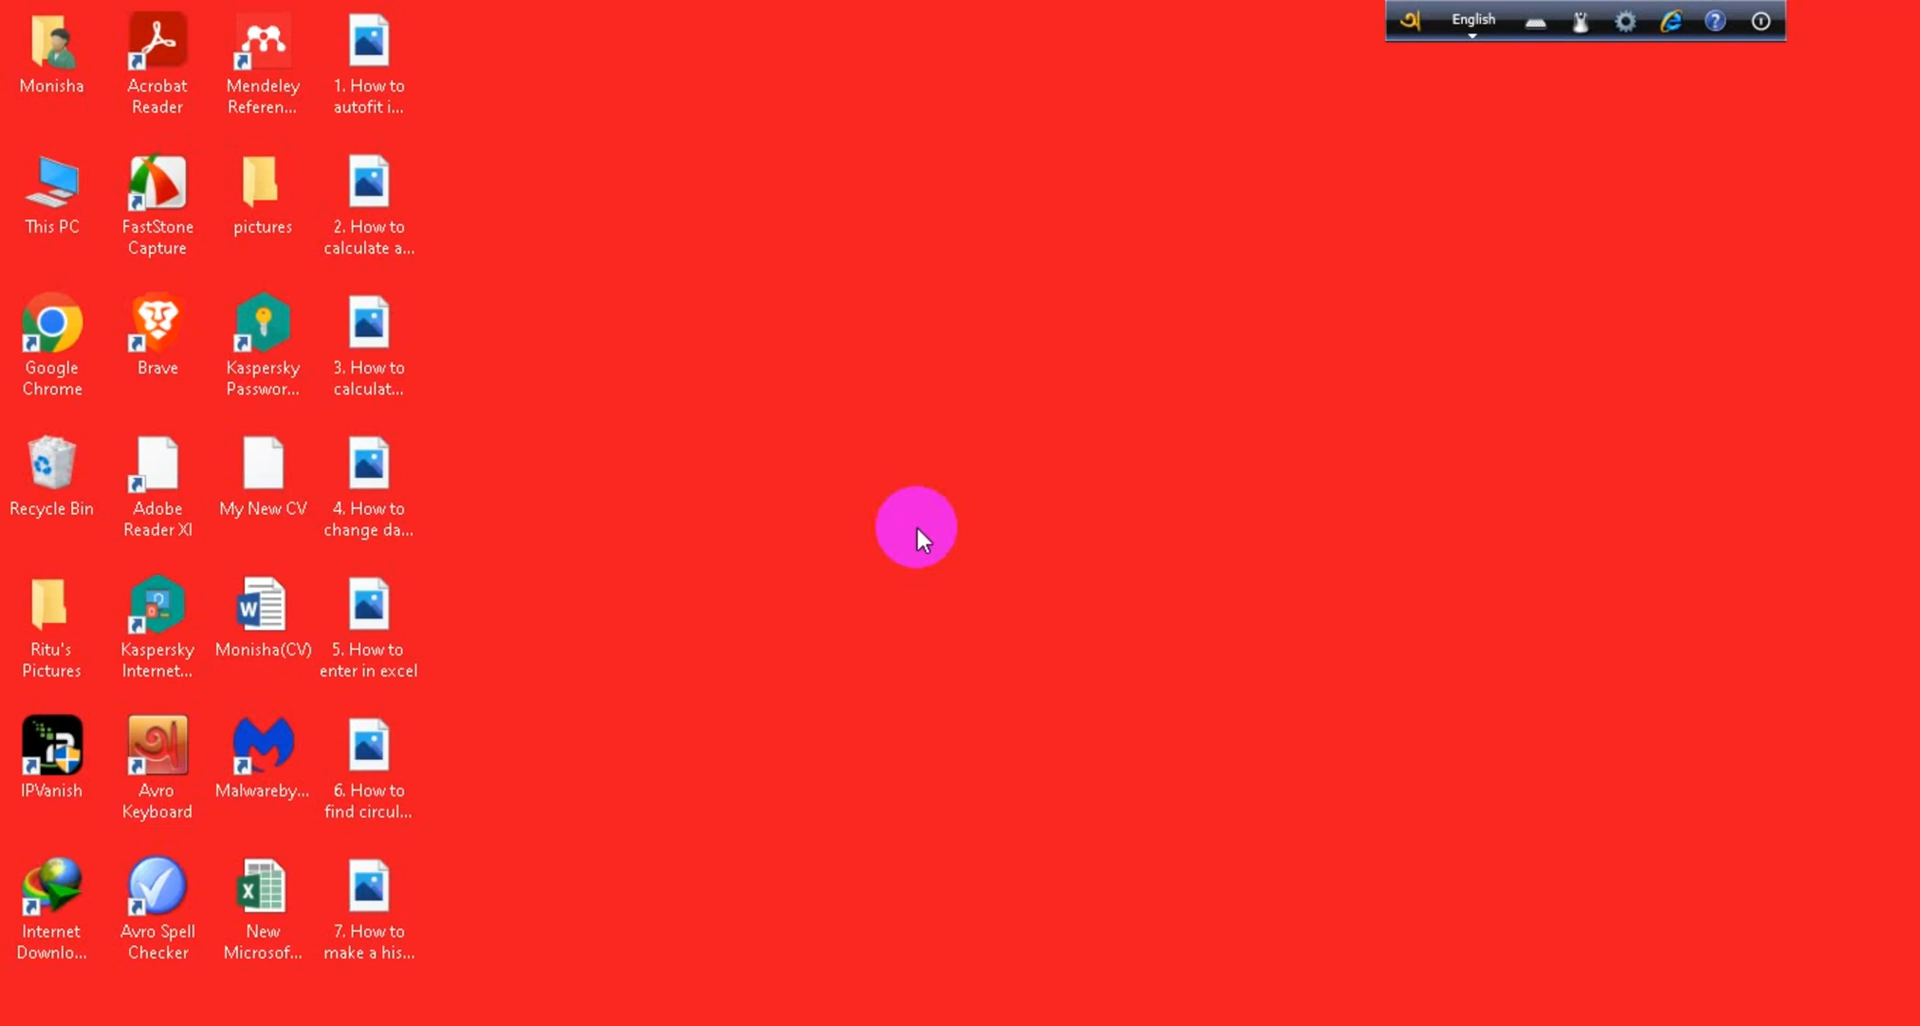 English
Monisha
Acrobat
Reader
Mendeley
Referen...
1. How to
autofit i...
This PC
FastStone
Capture
pictures
2. How to
calculate a...
Google
Chrome
Brave
Kaspersky
Passwor...
3. How to
calculat...
Recycle Bin
Adobe
Reader XI
My New CV
4. How to
change da...
Ritu's
Pictures
Kaspersky
Internet...
Monisha(CV)
5. How to
enter in excel
IPVanish
Avro
Keyboard
Malwareby...
6. How to
find circul...
Internet
Downlo...
Avro Spell
Checker
New
Microsof...
7. How to
make a his...